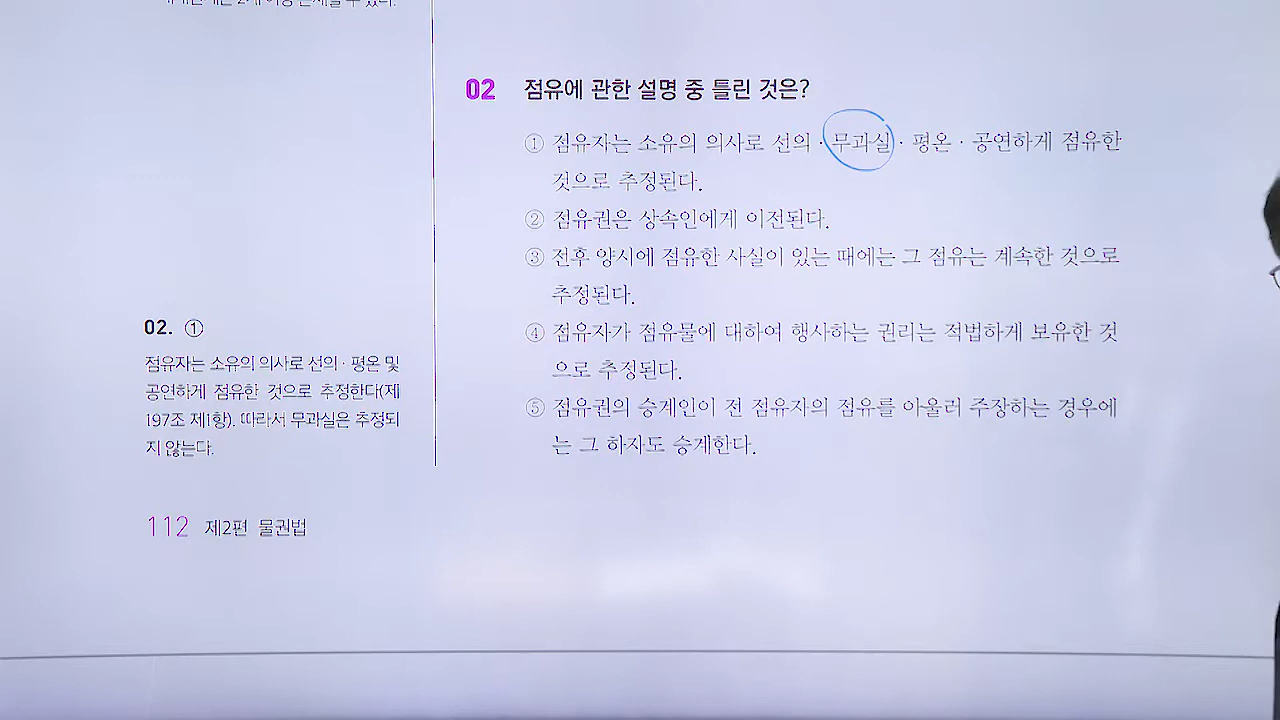 02 점유에 관한 설명 중 틀린 것은?
① 점유자는 소유의 의사로 선의 · 무과실 · 평온 · 공연하게 점유한
것으로 추정된다.
② 점유권은 상속인에게 이전된다.
③ 전후 양시에 점유한 사실이 있는 때에는 그 점유는 계속한 것으로
추정된다.
④ 점유자가 점유물에 대하여 행사하는 권리는 적법하게 보유한 것
으로 추정된다.
⑤ 점유권의 승계인이 전 점유자의 점유를 아울러 주장하는 경우에
는 그 하자도 승계한다.
02. ①
점유자는 소유의 의사로 선의 · 평온 및
공연하게 점유한 것으로 추정한다(제
197조 제1항). 따라서 무과실은 추정되
지 않는다.
112 제2편 물권법